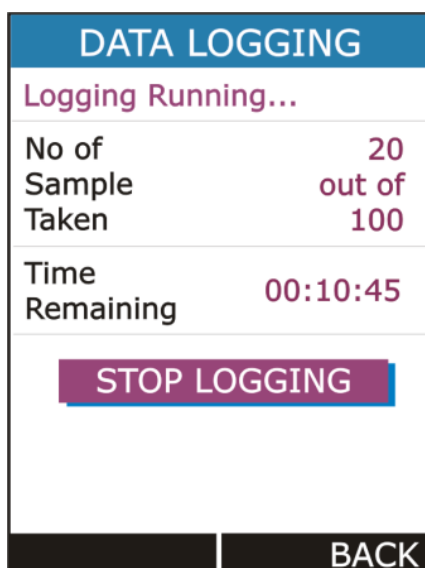 DATA LOGGING
Logging Running...
No of 20
Sample out of
Taken 100
Time
Remaining 00:10:45
STOP LOGGING
BACK